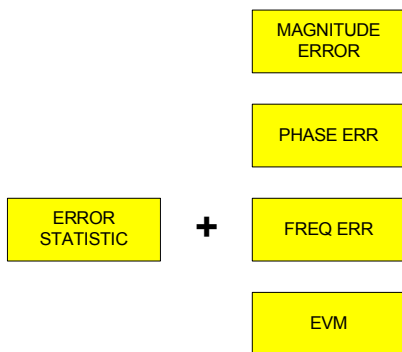 MAGNITUDE
ERROR
PHASE ERR
ERROR
STATISTIC
+
FREQ ERR
EVM